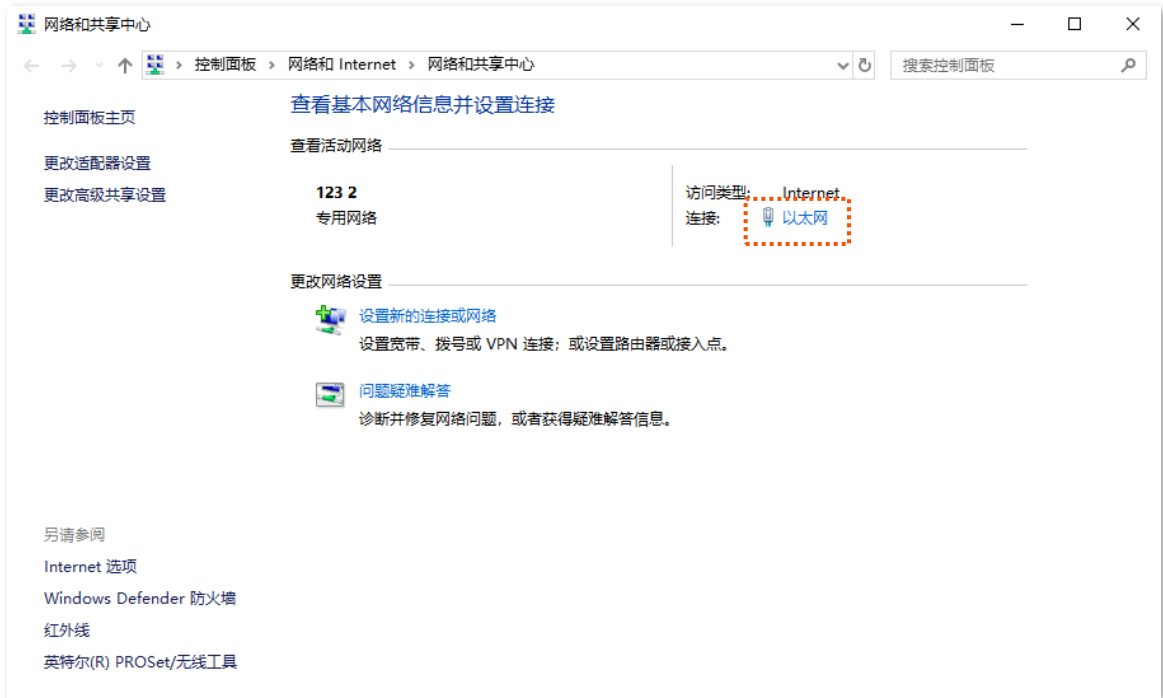 网络和共享中心
控制面板 › 网络和 Internet › 网络和共享中心
搜索控制面板
控制面板主页
更改适配器设置
更改高级共享设置
查看基本网络信息并设置连接
查看活动网络
123 2
专用网络
访问类型: Internet
连接: 以太网
更改网络设置
设置新的连接或网络
设置宽带、拨号或 VPN 连接；或设置路由器或接入点。
问题疑难解答
诊断并修复网络问题，或者获得疑难解答信息。
另请参阅
Internet 选项
Windows Defender 防火墙
红外线
英特尔(R) PROSet/无线工具